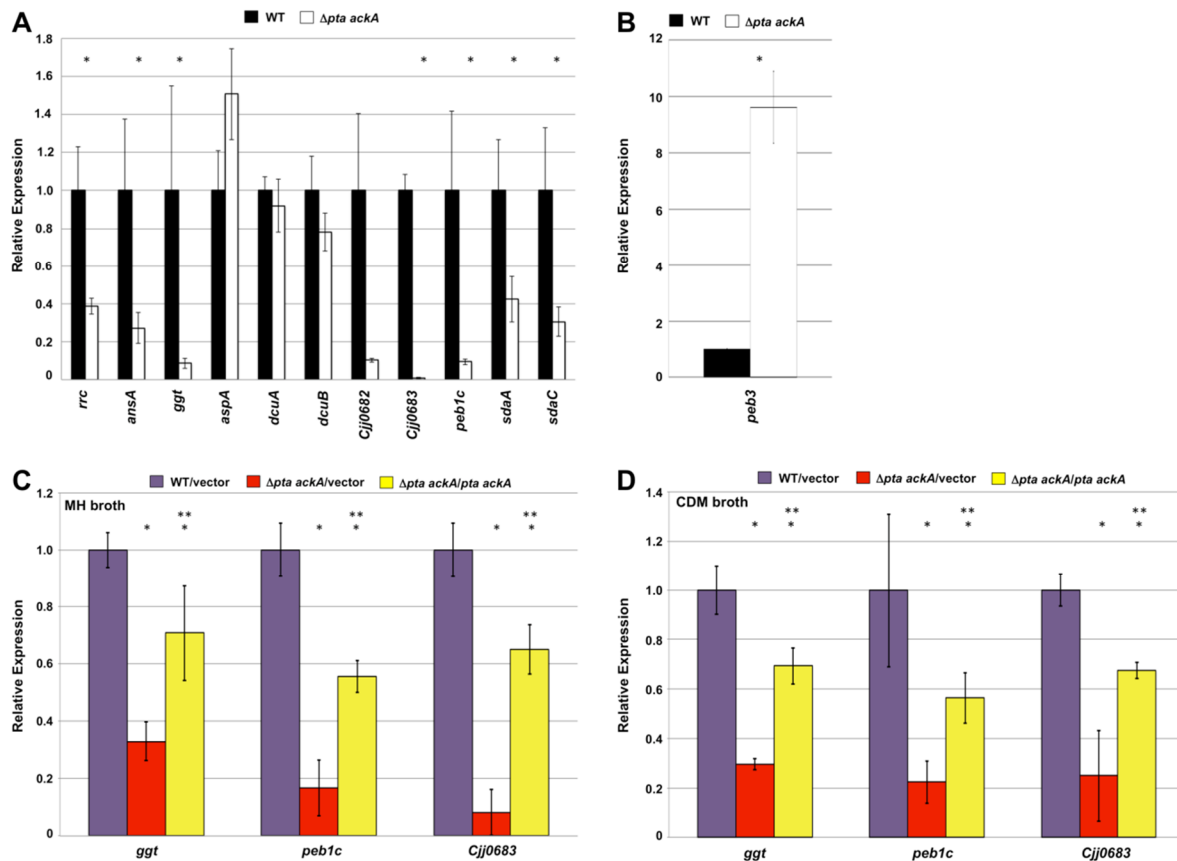 A
WT Δpta ackA
Relative Expression
1.8
1.6
1.4
1.2
1.0
0.8
0.6
0.4
0.2
0
* * * * * * *
rrc ansA ggt aspA dcuA dcuB Cjj0682 Cjj0683 peb1c sdaA sdaC
B
WT Δpta ackA
Relative Expression
12
10
8
6
4
2
0
*
peb3
C
WT/vector Δpta ackA/vector Δpta ackA/pta ackA
MH broth
Relative Expression
1.2
1.0
0.8
0.6
0.4
0.2
0
** ** **
* * * * * *
ggt peb1c Cjj0683
D
WT/vector Δpta ackA/vector Δpta ackA/pta ackA
CDM broth
Relative Expression
1.4
1.2
1.0
0.8
0.6
0.4
0.2
0
** ** **
* * * * * *
ggt peb1c Cjj0683